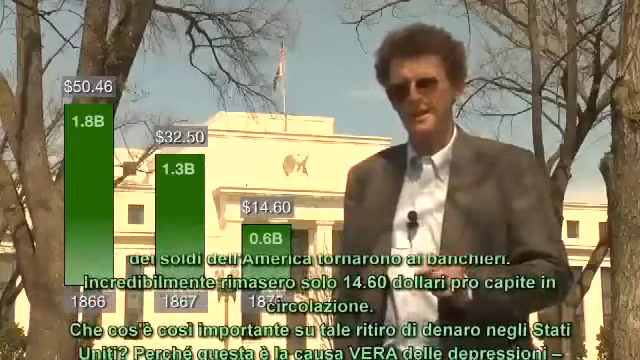 $50.46
1.8B
$32.50
1.3B
$14.60
0.6B
1866
1867
dei soldi dell'America tornarono ai banchieri.
Incredibilmente rimasero solo 14.60 dollari pro capite in
circolazione.
Che cos'è così importante su tale ritiro di denaro negli Stati
Uniti? Perché questa è la causa VERA delle depressioni –